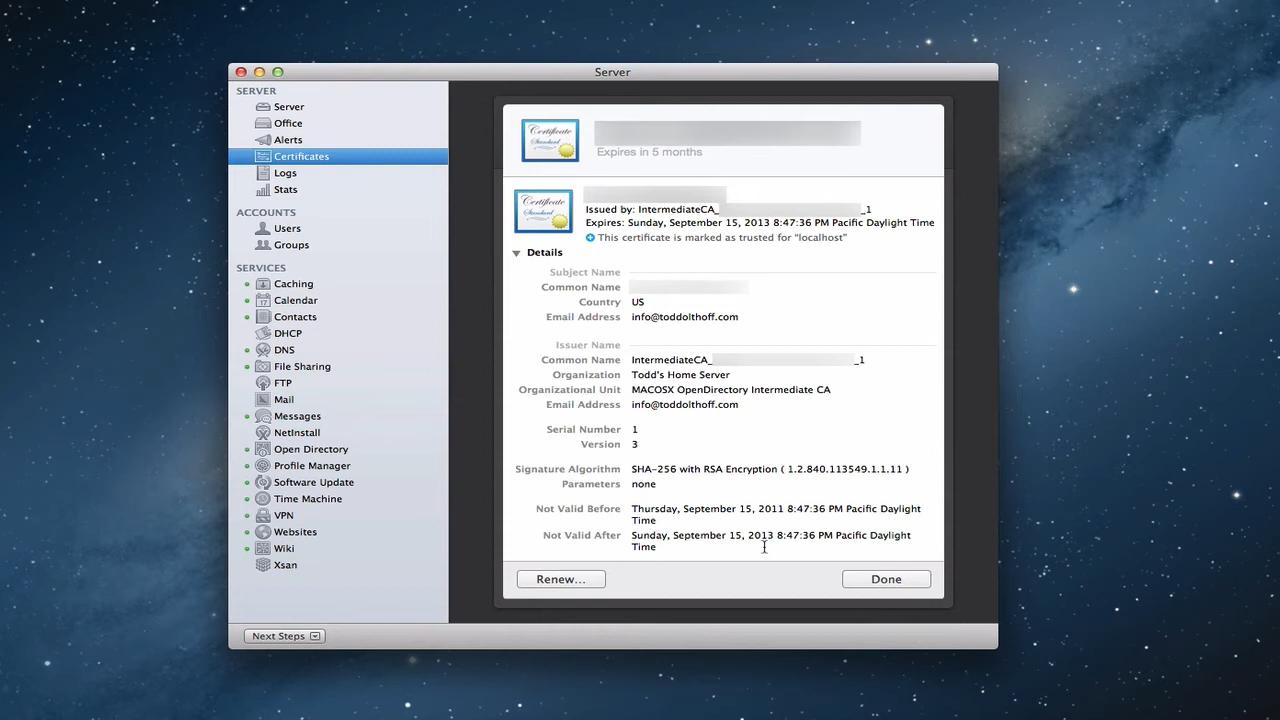 Server
SERVER
Server
Office
Alerts
Certificates
Logs
Stats
ACCOUNTS
Users
Groups
SERVICES
Caching
Calendar
Contacts
DHCP
DNS
File Sharing
FTP
Mail
Messages
NetInstall
Open Directory
Profile Manager
Software Update
Time Machine
VPN
Websites
Wiki
Xsan
Next Steps
Certificate
Standard
Expires in 5 months
Certificate
Standard
Issued by: IntermediateCA_ _1
Expires: Sunday, September 15, 2013 8:47:36 PM Pacific Daylight Time
This certificate is marked as trusted for “localhost”
Details
Subject Name
Common Name
Country US
Email Address info@toddolthoff.com
Issuer Name
Common Name IntermediateCA_ _1
Organization Todd's Home Server
Organizational Unit MACOSX OpenDirectory Intermediate CA
Email Address info@toddolthoff.com
Serial Number 1
Version 3
Signature Algorithm SHA-256 with RSA Encryption ( 1.2.840.113549.1.1.11 )
Parameters none
Not Valid Before Thursday, September 15, 2011 8:47:36 PM Pacific Daylight
Time
Not Valid After Sunday, September 15, 2013 8:47:36 PM Pacific Daylight
Time
Renew...
Done